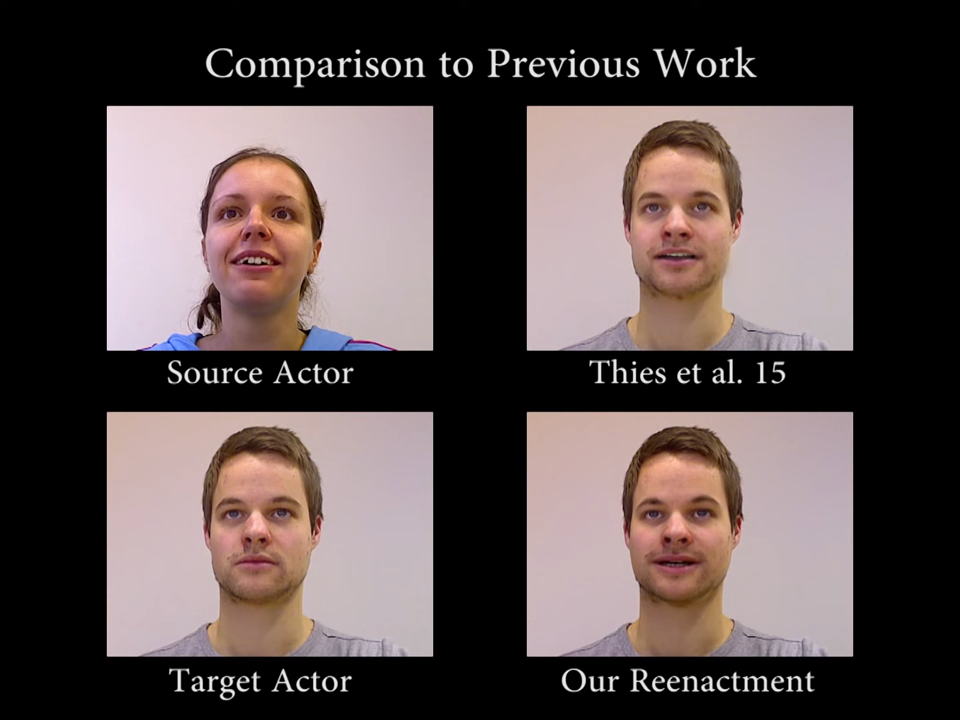 Comparison to Previous Work
Source Actor
Thies et al. 15
Target Actor
Our Reenactment